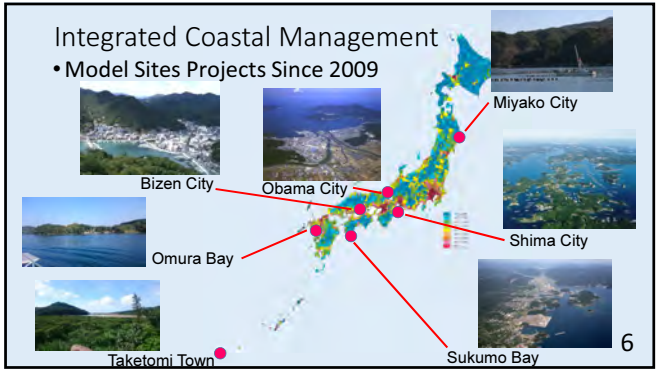 Integrated Coastal Management
• Model Sites Projects Since 2009
Miyako City
Bizen City
Obama City
Shima City
Omura Bay
Sukumo Bay
Taketomi Town
6